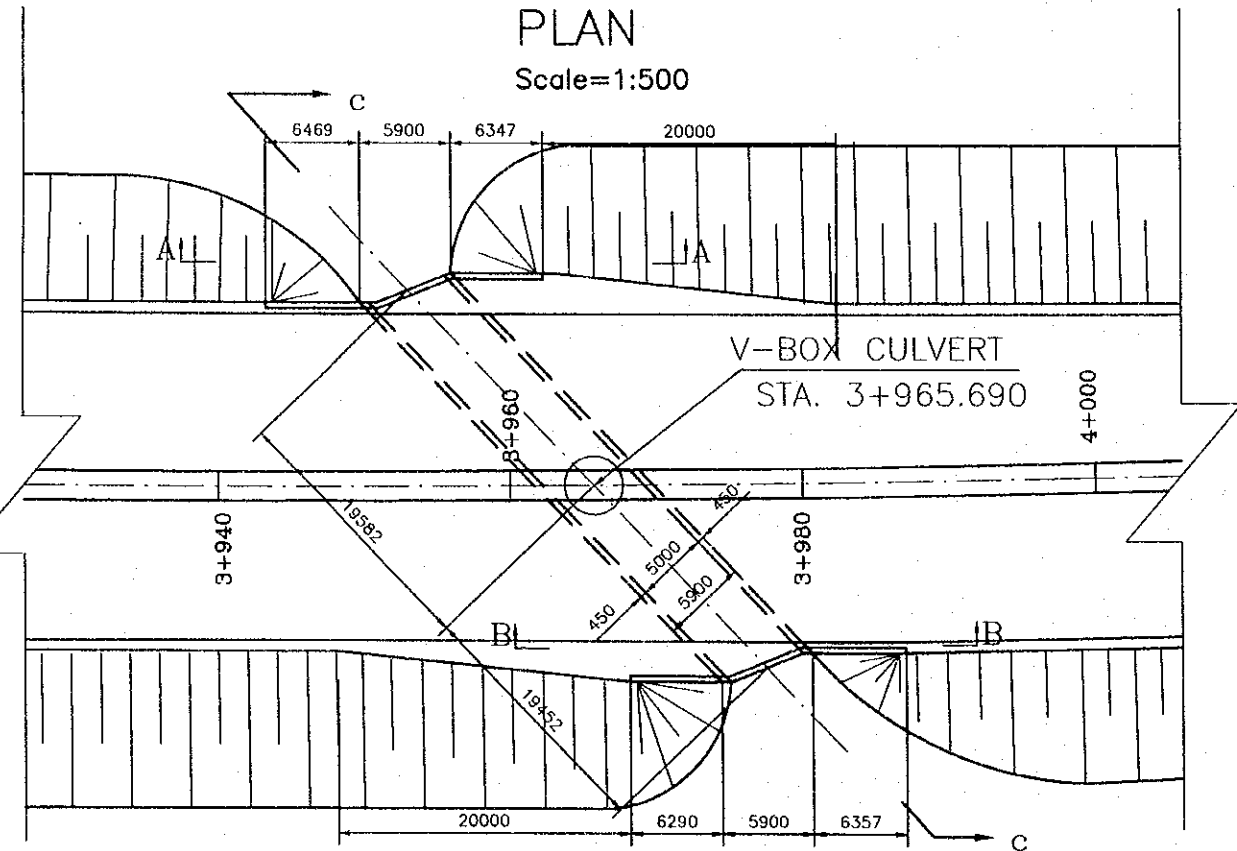 PLAN
Scale=1:500
C
6469
5900
6347
20000
A
A
V-BOX CULVERT
STA. 3+965.690
3+960
4+000
3+940
3+980
19582
450
5000
5900
450
B
B
19452
20000
6290
5900
6357
C